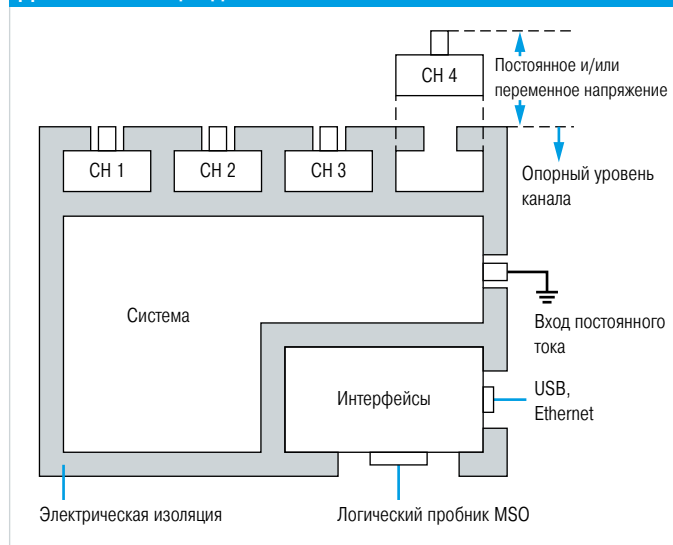 CH 4
Постоянное и/или
переменное напряжение
CH 1
CH 2
CH 3
Опорный уровень
канала
Система
Вход постоянного
тока
Интерфейсы
USB,
Ethernet
Электрическая изоляция
Логический пробник MSO